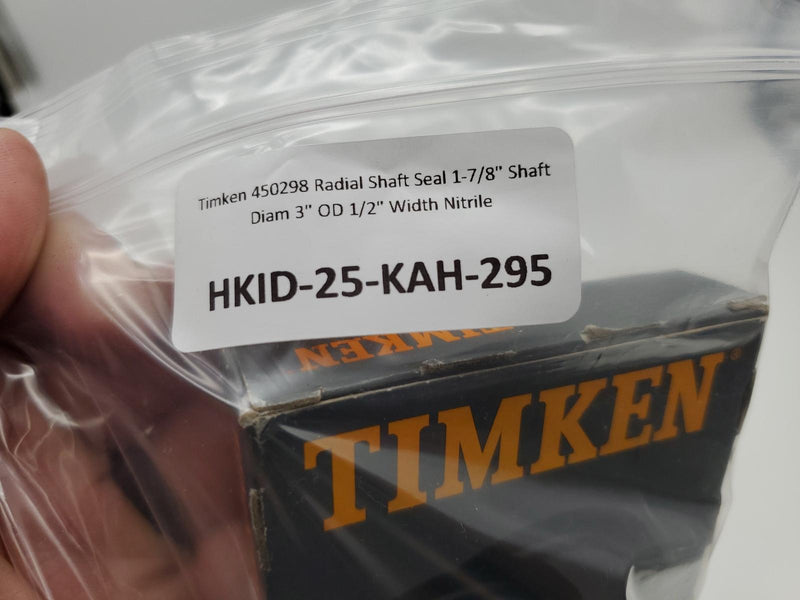 Timken 450298 Radial Shaft Seal 1-7/8" Shaft
Diam 3" OD 1/2" Width Nitrile
HKID-25-KAH-295
TIMKEN
TIMKEN®